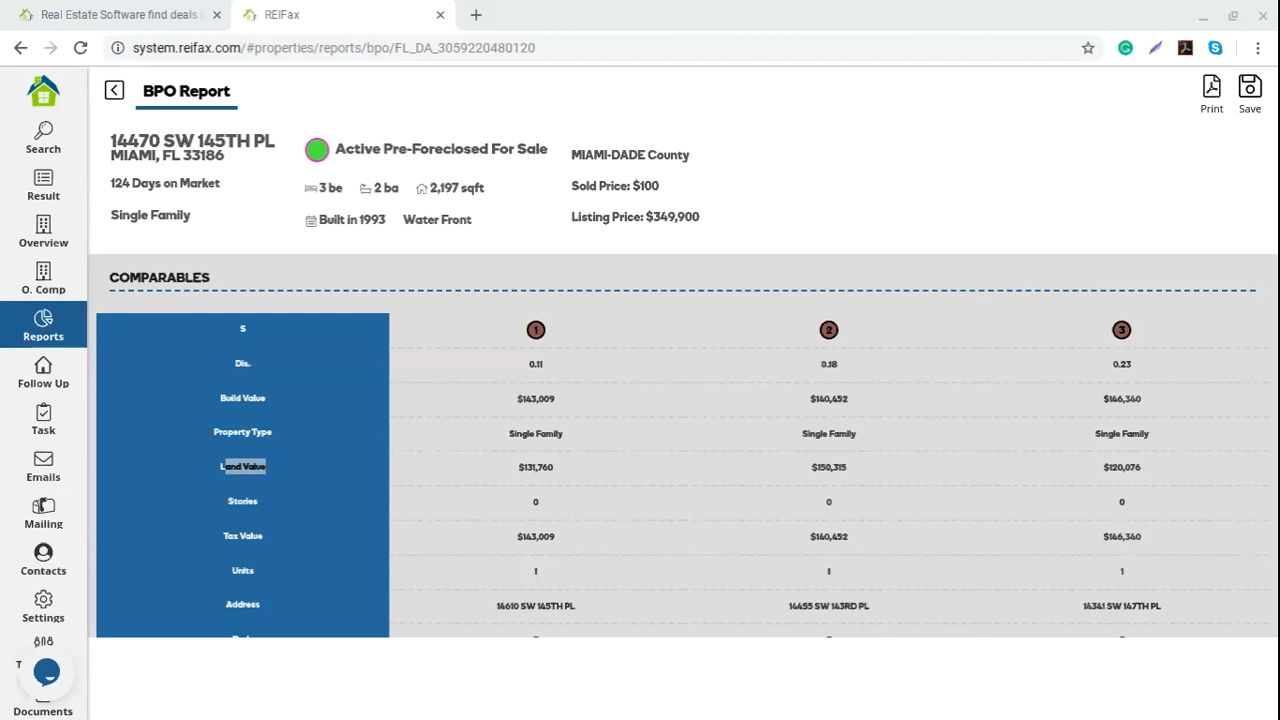 Real Estate Software find deals
REIFax
system.reifax.com/#properties/reports/bpo/FL_DA_3059220480120
BPO Report
Print
Save
Search
Result
Overview
O. Comp
Reports
Follow Up
Task
Emails
Mailing
Contacts
Settings
T
Documents
14470 SW 145TH PL
MIAMI, FL 33186
124 Days on Market
Single Family
Active Pre-Foreclosed For Sale
3 be 2 ba 2,197 sqft
Built in 1993 Water Front
MIAMI-DADE County
Sold Price: $100
Listing Price: $349,900
COMPARABLES
S 1 2 3
Dis. 0.11 0.18 0.23
Build Value $143,009 $140,452 $146,340
Property Type Single Family Single Family Single Family
Land Value $131,760 $150,315 $120,076
Stories 0 0 0
Tax Value $143,009 $140,452 $146,340
Units 1 1 1
Address 14610 SW 145TH PL 14455 SW 143RD PL 14341 SW 147TH PL